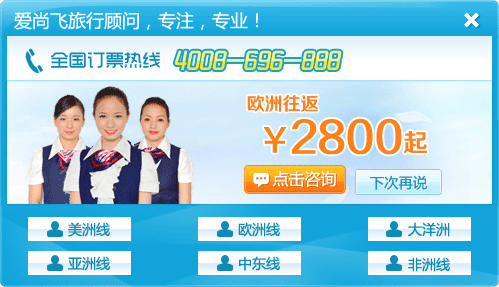 爱尚飞旅行顾问，专注，专业！
全国订票热线 4008-696-888
欧洲往返
¥2800起
点击咨询 下次再说
美洲线 欧洲线 大洋洲
亚洲线 中东线 非洲线